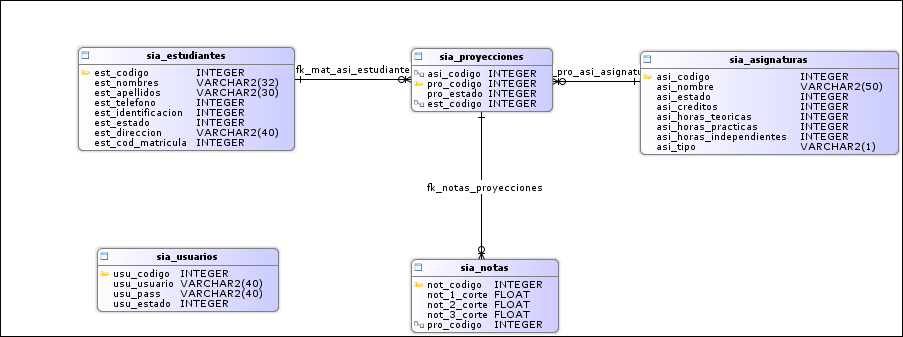 sia_estudiantes
est_codigo INTEGER
est_nombres VARCHAR2(32)
est_apellidos VARCHAR2(30)
est_telefono INTEGER
est_identificacion INTEGER
est_estado INTEGER
est_direccion VARCHAR2(40)
est_cod_matricula INTEGER
fk_mat_asi_estudiante
sia_proyecciones
asi_codigo INTEGER
pro_codigo INTEGER
pro_estado INTEGER
est_codigo INTEGER
_pro_asi_asignatu
sia_asignaturas
asi_codigo INTEGER
asi_nombre VARCHAR2(50)
asi_estado INTEGER
asi_creditos INTEGER
asi_horas_teoricas INTEGER
asi_horas_practicas INTEGER
asi_horas_independientes INTEGER
asi_tipo VARCHAR2(1)
fk_notas_proyecciones
sia_usuarios
usu_codigo INTEGER
usu_usuario VARCHAR2(40)
usu_pass VARCHAR2(40)
usu_estado INTEGER
sia_notas
not_codigo INTEGER
not_1_corte FLOAT
not_2_corte FLOAT
not_3_corte FLOAT
pro_codigo INTEGER